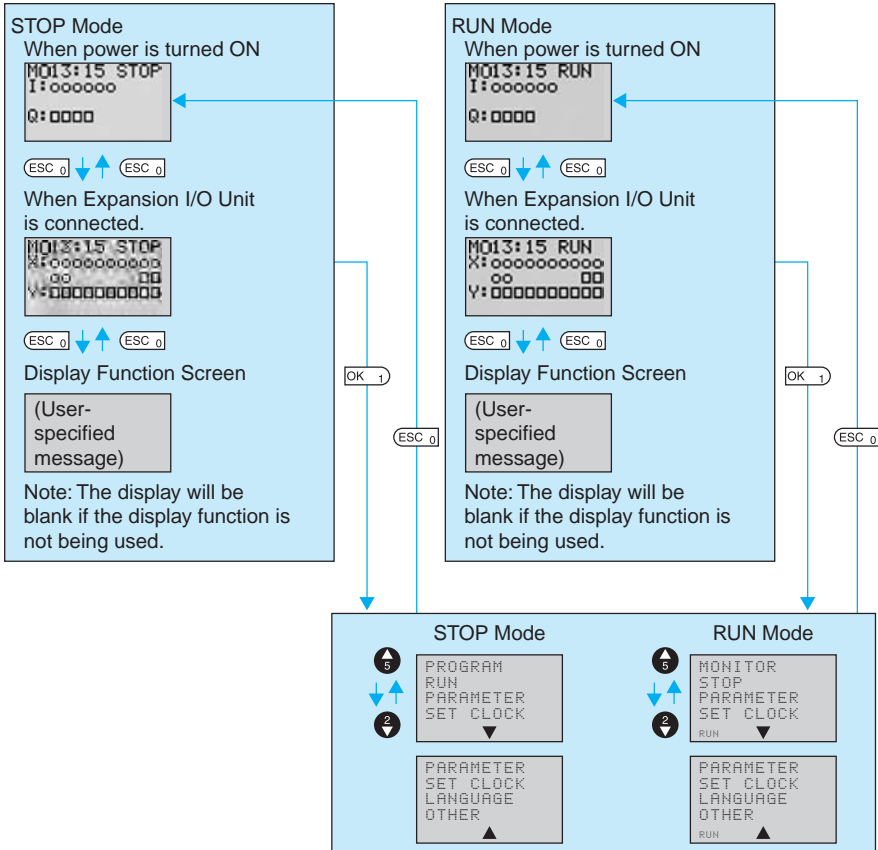 STOP Mode
When power is turned ON
MO13:15 STOP
I:oooooo
Q:
ESC 0
ESC 0
When Expansion I/O Unit
is connected.
MO13:15 STOP
X:oooooooooo
oo
Y:
ESC 0
ESC 0
Display Function Screen
(User-
specified
message)
Note: The display will be
blank if the display function is
not being used.
OK 1
ESC 0
RUN Mode
When power is turned ON
MO13:15 RUN
I:oooooo
Q:
ESC 0
ESC 0
When Expansion I/O Unit
is connected.
MO13:15 RUN
X:oooooooooo
oo
Y:
ESC 0
ESC 0
Display Function Screen
(User-
specified
message)
Note: The display will be
blank if the display function is
not being used.
OK 1
ESC 0
STOP Mode
5
2
PROGRAM
RUN
PARAMETER
SET CLOCK
PARAMETER
SET CLOCK
LANGUAGE
OTHER
RUN Mode
5
2
MONITOR
STOP
PARAMETER
SET CLOCK
RUN
PARAMETER
SET CLOCK
LANGUAGE
OTHER
RUN